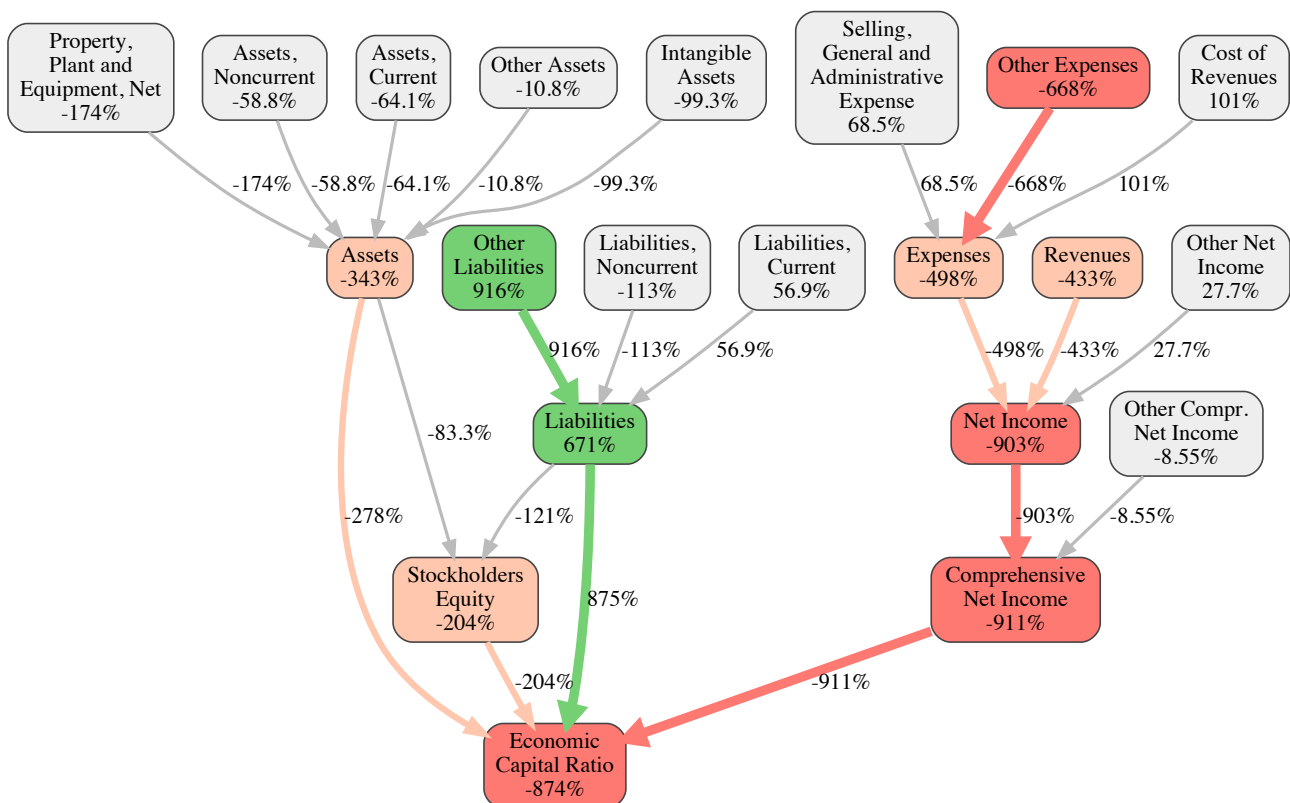 Property,
Plant and
Equipment, Net
-174%
Assets,
Noncurrent
-58.8%
Assets,
Current
-64.1%
Other Assets
-10.8%
Intangible
Assets
-99.3%
Selling,
General and
Administrative
Expense
68.5%
Other Expenses
-668%
Cost of
Revenues
101%
-174%
-58.8%
-64.1%
-10.8%
-99.3%
68.5%
-668%
101%
Assets
-343%
Other
Liabilities
916%
Liabilities,
Noncurrent
-113%
Liabilities,
Current
56.9%
Expenses
-498%
Revenues
-433%
Other Net
Income
27.7%
916%
-113%
56.9%
-498%
-433%
27.7%
Liabilities
671%
Net Income
-903%
Other Compr.
Net Income
-8.55%
-83.3%
-278%
-121%
-903%
-8.55%
Stockholders
Equity
-204%
875%
Comprehensive
Net Income
-911%
-204%
-911%
Economic
Capital Ratio
-874%